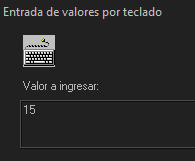 Entrada de valores por teclado
Valor a ingresar:
15